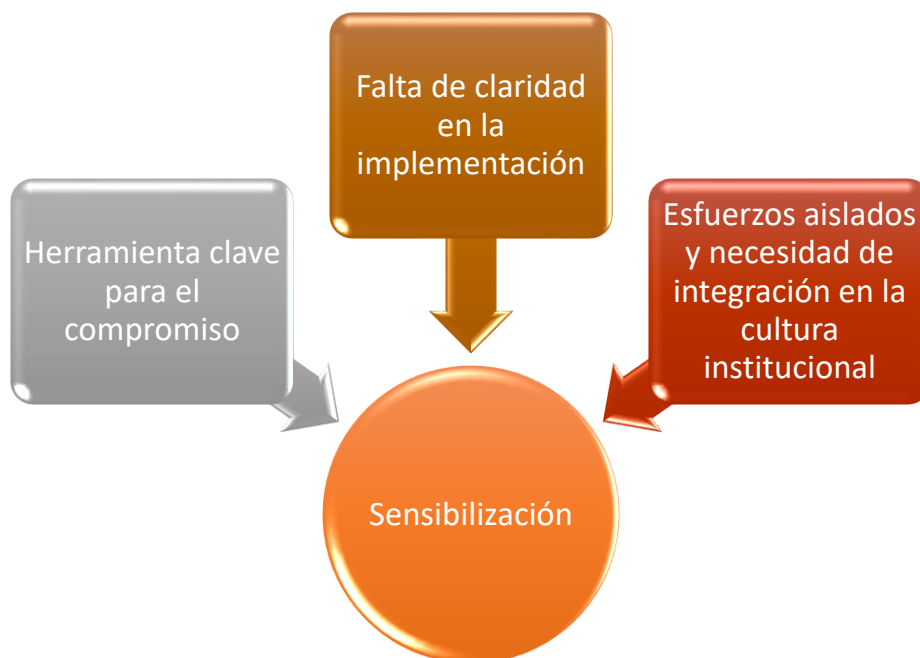 Falta de claridad
en la
implementación
Herramienta clave
para el
compromiso
Esfuerzos aislados
y necesidad de
integración en la
cultura
institucional
Sensibilización